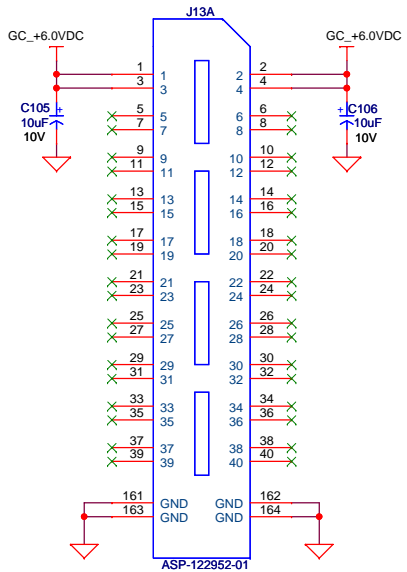 J13A
GC_+6.0VDC GC_+6.0VDC
1 1 2 2
3 3 4 4
C105 + + C106
10uF 10uF
10V 10V
5 5 6 6
7 7 8 8
9 9 10 10
11 11 12 12
13 13 14 14
15 15 16 16
17 17 18 18
19 19 20 20
21 21 22 22
23 23 24 24
25 25 26 26
27 27 28 28
29 29 30 30
31 31 32 32
33 33 34 34
35 35 36 36
37 37 38 38
39 39 40 40
161 GND GND 162
163 GND GND 164
ASP-122952-01